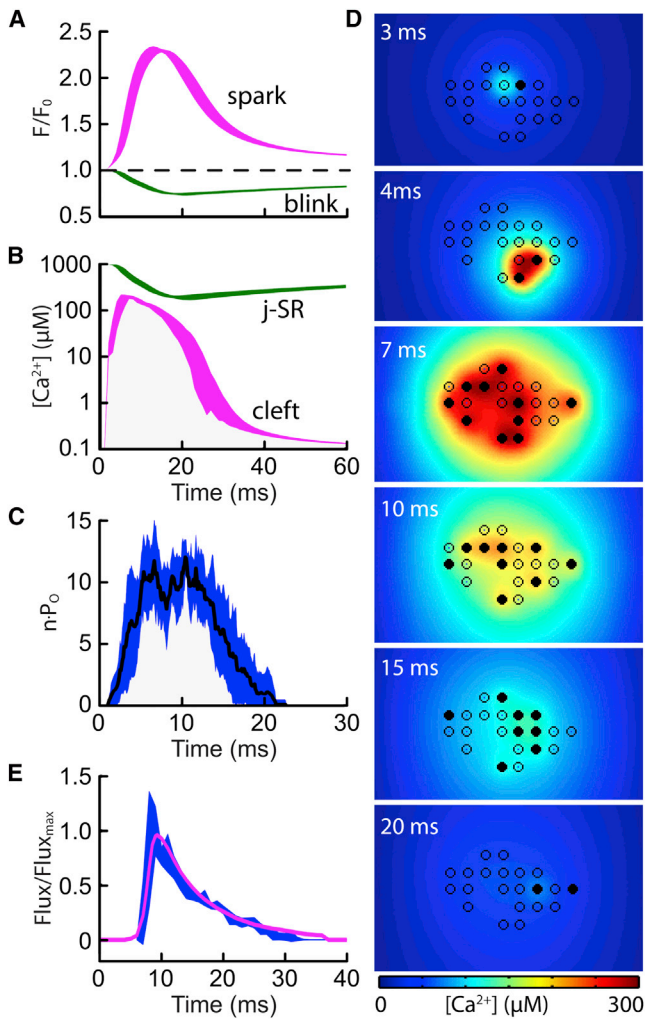 A
2.5
2.0
1.5
1.0
0.5
F/F0
spark
blink
B
1000
100
10
1
0.1
[Ca2+] (µM)
j-SR
cleft
0
20
40
60
Time (ms)
C
15
10
5
0
n·PO
0
10
20
30
Time (ms)
E
1.5
1.0
0.5
0
Flux/Fluxmax
0
10
20
30
40
Time (ms)
D
3 ms
4ms
7 ms
10 ms
15 ms
20 ms
0
[Ca2+] (µM)
300